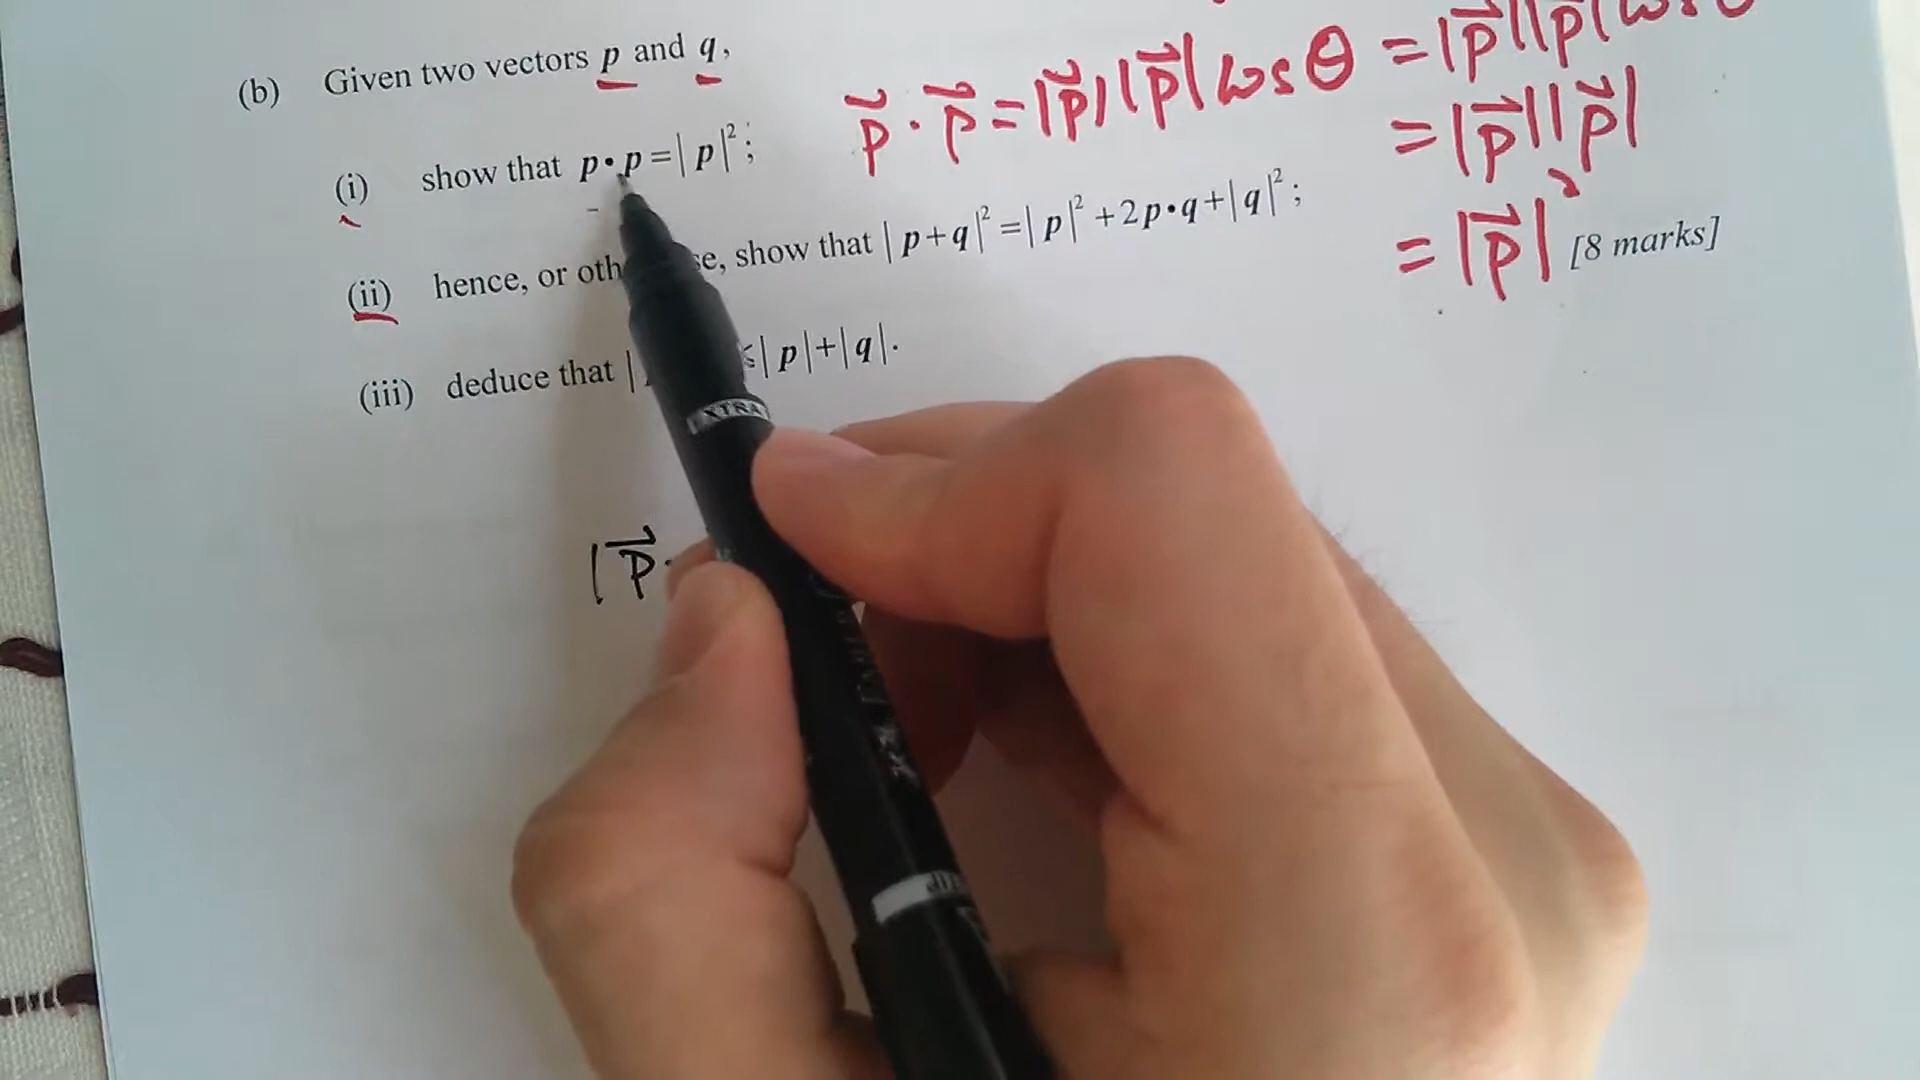 (b) Given two vectors p and q,
(i) show that p•p=|p|²;
(ii) hence, or se, show that |p+q|²=|p|²+2p•q+|q|²;
[8 marks]
(iii) deduce that ≤|p|+|q|.
p⃗ · p⃗ = |p⃗| |p⃗| cos θ = |p⃗| |p⃗| cos
= |p⃗| |p⃗|
= |p⃗|²
|p⃗
XTRA